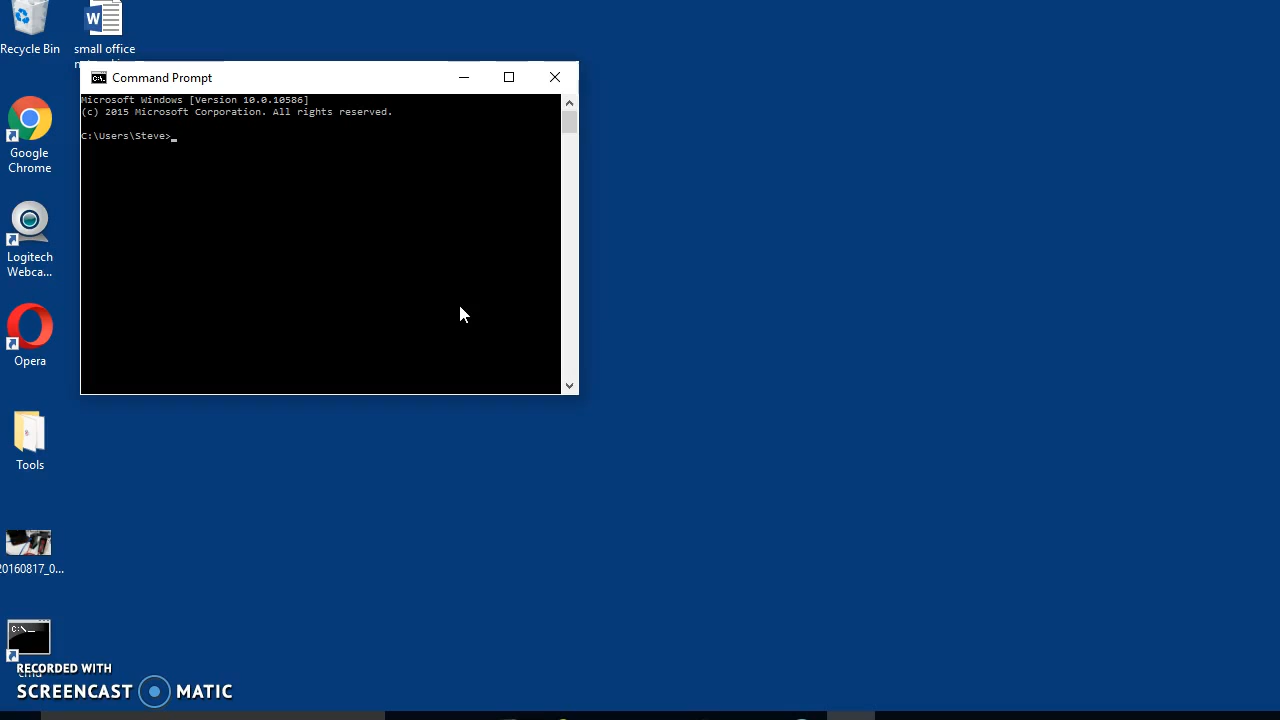 Recycle Bin
small office
Command Prompt
Microsoft Windows [Version 10.0.10586]
(c) 2015 Microsoft Corporation. All rights reserved.
C:\Users\Steve>
Google
Chrome
Logitech
Webca...
Opera
Tools
20160817_0...
C:\
RECORDED WITH
SCREENCAST MATIC